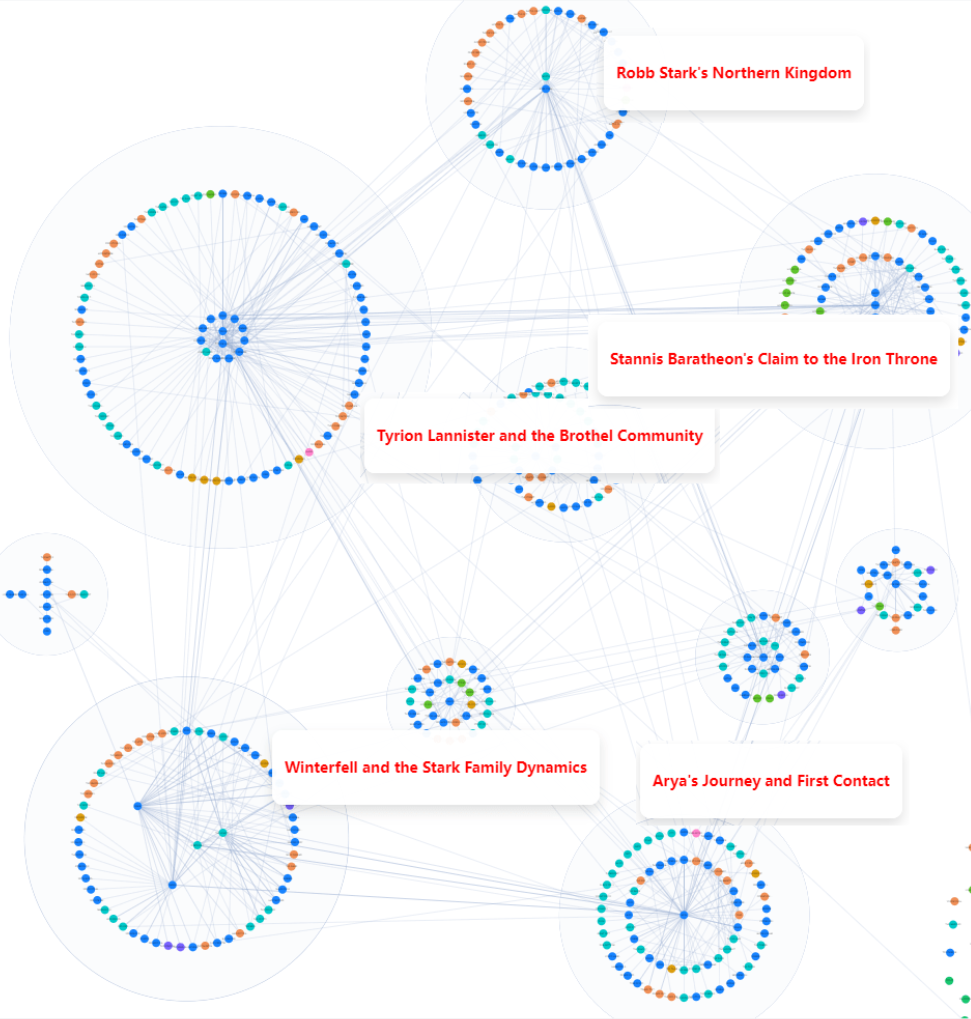 Robb Stark's Northern Kingdom
Stannis Baratheon's Claim to the Iron Throne
Tyrion Lannister and the Brothel Community
Winterfell and the Stark Family Dynamics
Arya's Journey and First Contact